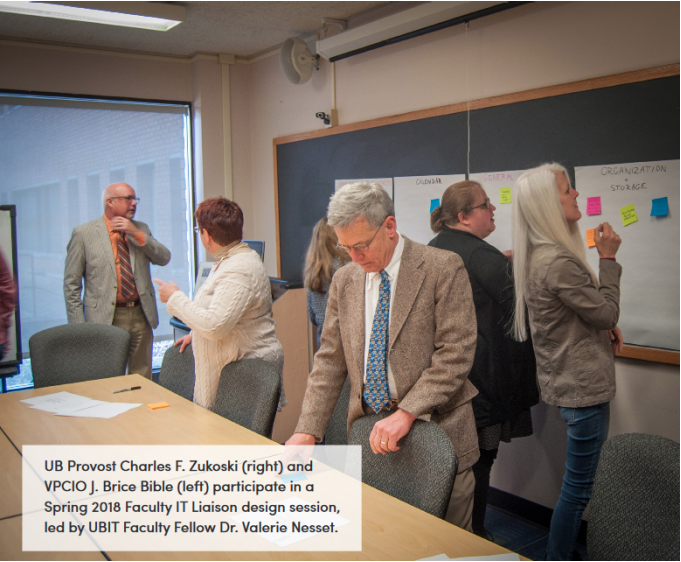 CALENDAR
GENERAL
ORGANIZATION
+
STORAGE
UB Provost Charles F. Zukoski (right) and
VPCIO J. Brice Bible (left) participate in a
Spring 2018 Faculty IT Liaison design session,
led by UBIT Faculty Fellow Dr. Valerie Nesset.